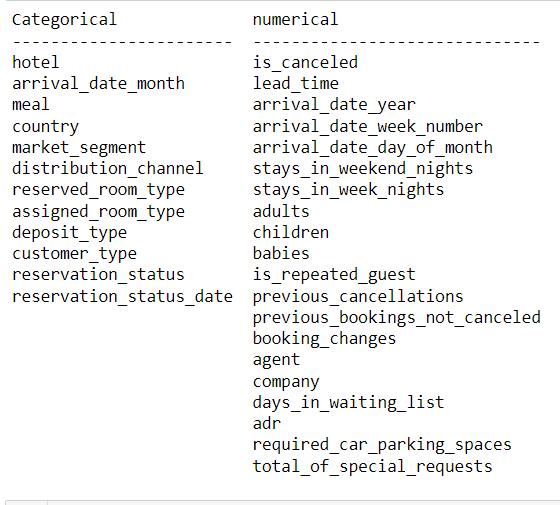 Categorical numerical
----------------------- ------------------------------
hotel is_canceled
arrival_date_month lead_time
meal arrival_date_year
country arrival_date_week_number
market_segment arrival_date_day_of_month
distribution_channel stays_in_weekend_nights
reserved_room_type stays_in_week_nights
assigned_room_type adults
deposit_type children
customer_type babies
reservation_status is_repeated_guest
reservation_status_date previous_cancellations
previous_bookings_not_canceled
booking_changes
agent
company
days_in_waiting_list
adr
required_car_parking_spaces
total_of_special_requests